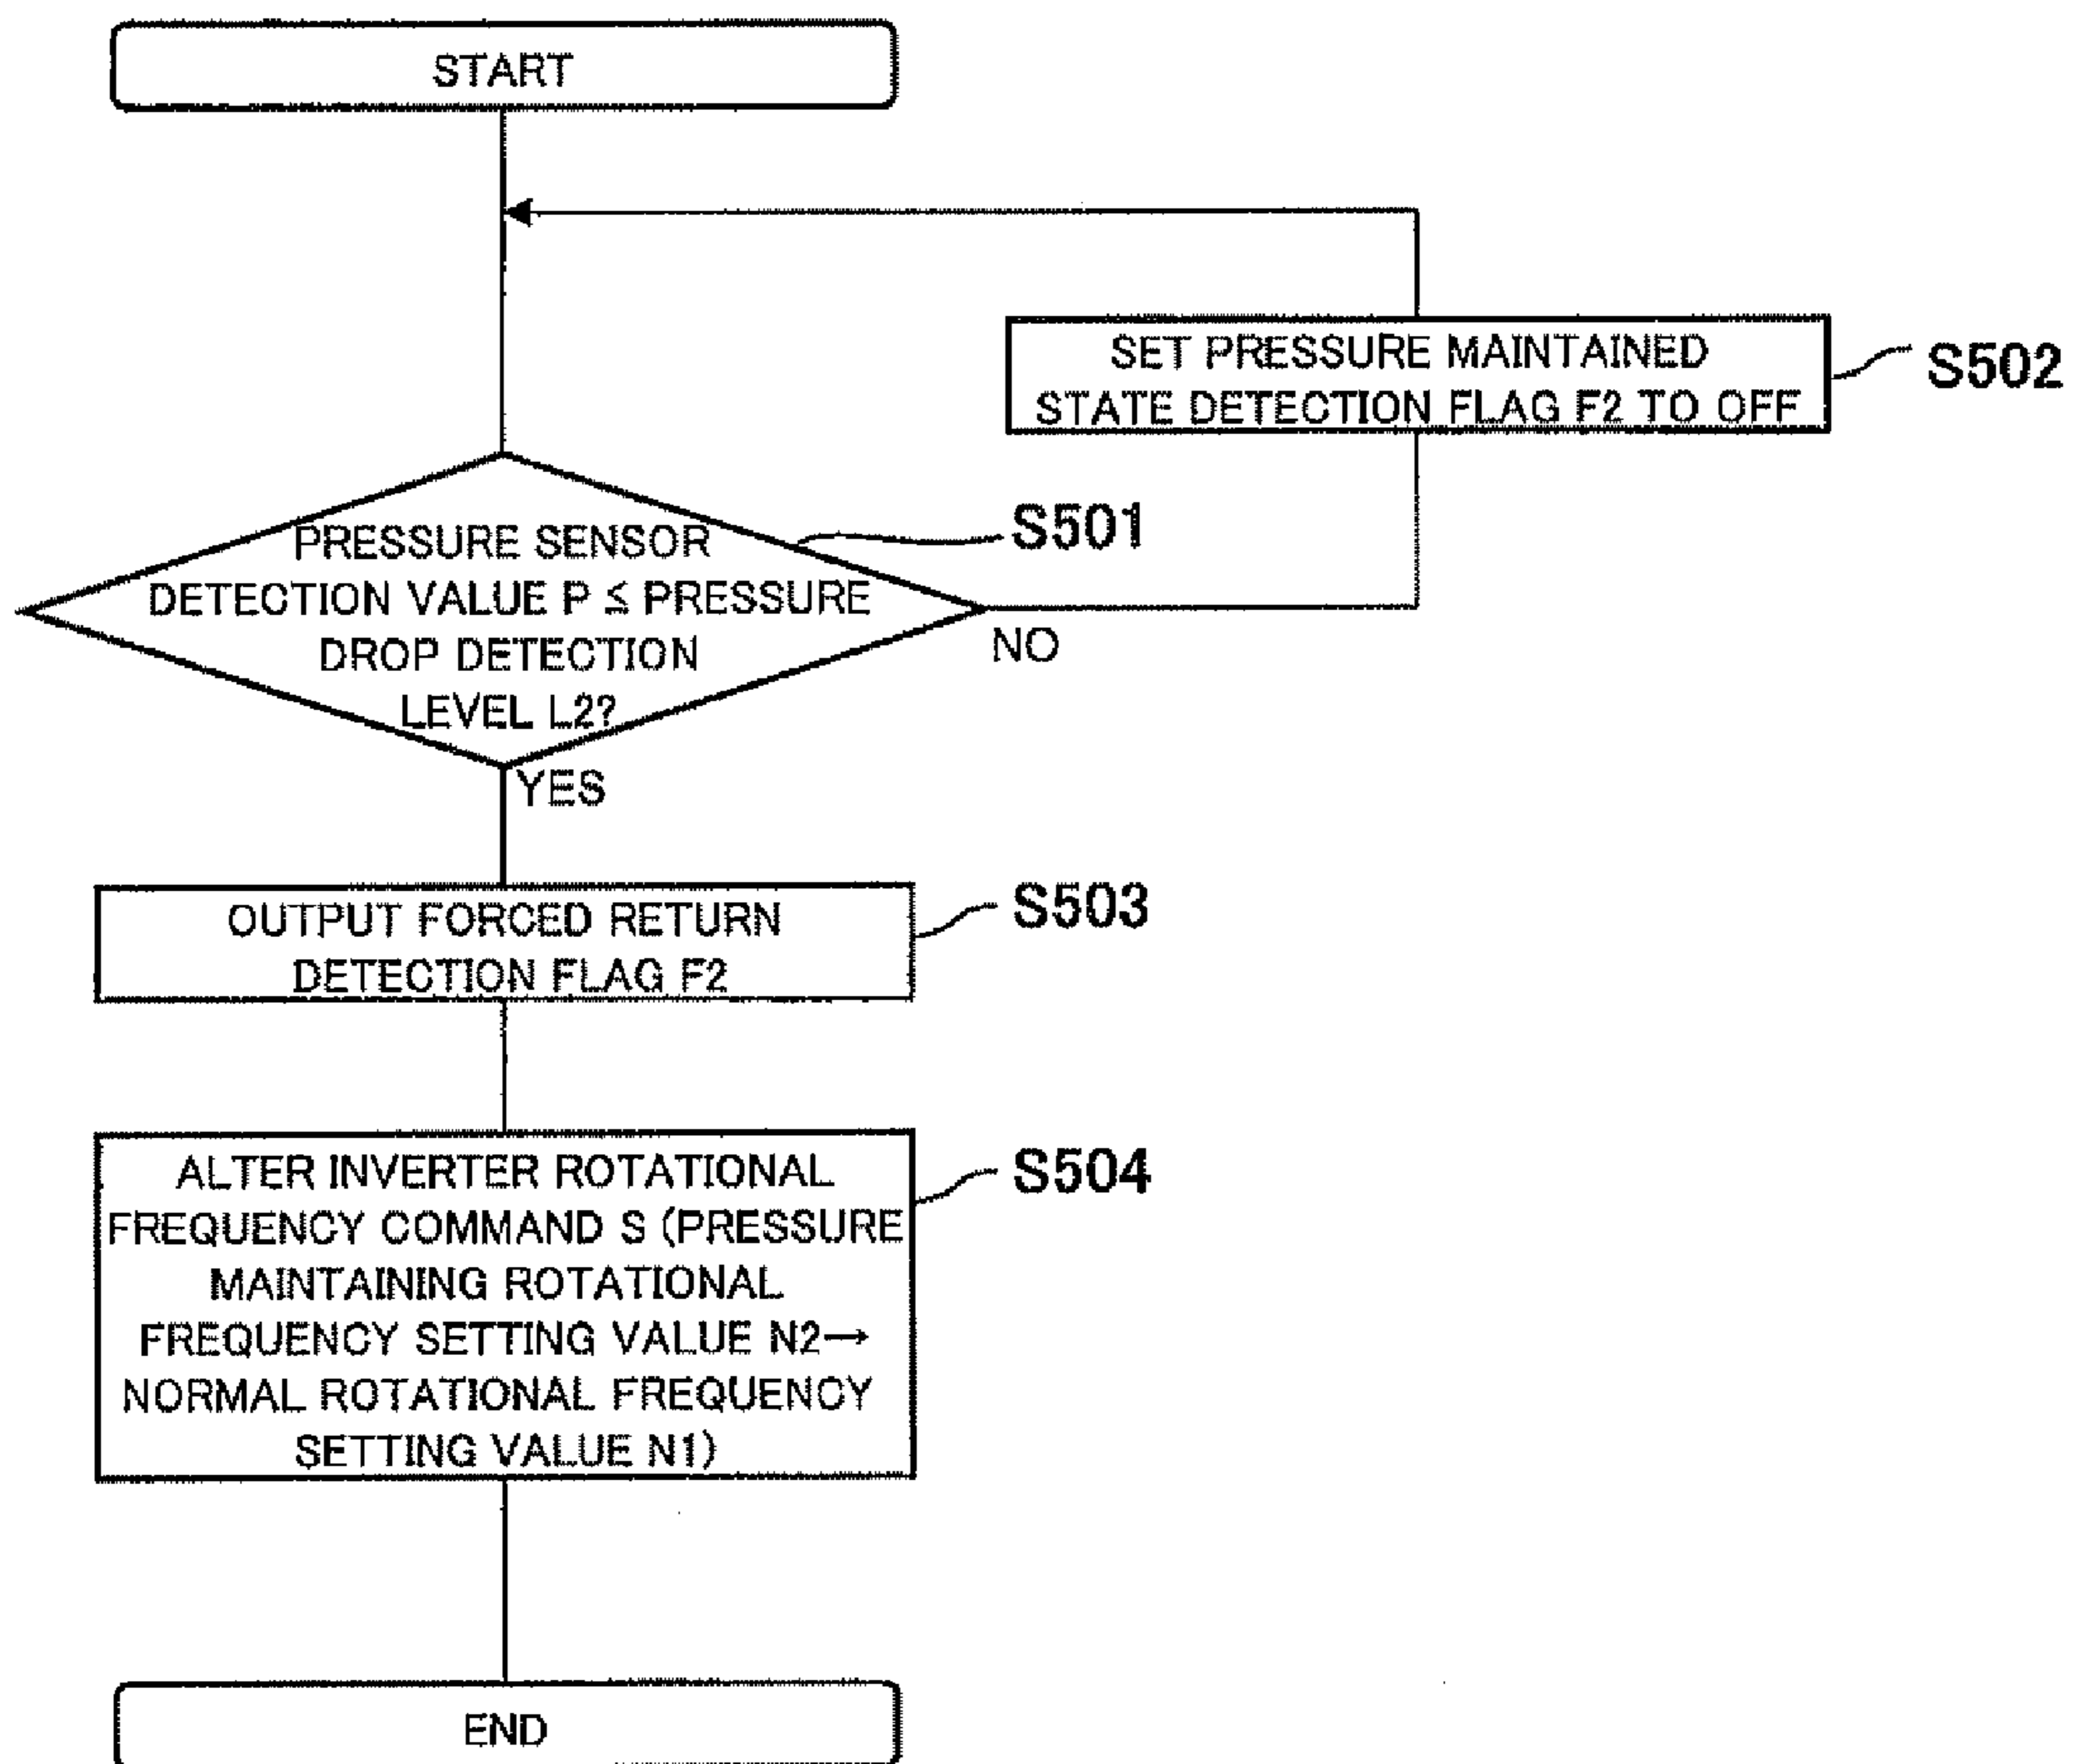 START
SET PRESSURE MAINTAINED
STATE DETECTION FLAG F2 TO OFF
S502
S501
PRESSURE SENSOR
DETECTION VALUE P ≤ PRESSURE
DROP DETECTION
LEVEL L2?
NO
YES
OUTPUT FORCED RETURN
DETECTION FLAG F2
S503
ALTER INVERTER ROTATIONAL
FREQUENCY COMMAND S (PRESSURE
MAINTAINING ROTATIONAL
FREQUENCY SETTING VALUE N2→
NORMAL ROTATIONAL FREQUENCY
SETTING VALUE N1)
S504
END